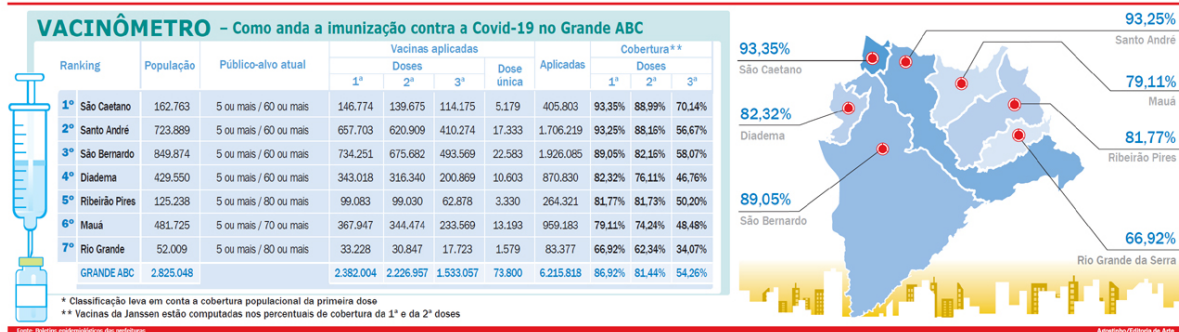 VACINÔMETRO – Como anda a imunização contra a Covid-19 no Grande ABC
Ranking População Público-alvo atual Vacinas aplicadas Aplicadas Cobertura**
Doses Dose única Doses
1ª 2ª 3ª 1ª 2ª 3ª
1º São Caetano 162.763 5 ou mais / 60 ou mais 146.774 139.675 114.175 5.179 405.803 93,35% 88,99% 70,14%
2º Santo André 723.889 5 ou mais / 60 ou mais 657.703 620.909 410.274 17.333 1.706.219 93,25% 88,16% 56,67%
3º São Bernardo 849.874 5 ou mais / 60 ou mais 734.251 675.682 493.569 22.583 1.926.085 89,05% 82,16% 58,07%
4º Diadema 429.550 5 ou mais / 60 ou mais 343.018 316.340 200.869 10.603 870.830 82,32% 76,11% 46,76%
5º Ribeirão Pires 125.238 5 ou mais / 80 ou mais 99.083 99.030 62.878 3.330 264.321 81,77% 81,73% 50,20%
6º Mauá 481.725 5 ou mais / 70 ou mais 367.947 344.474 233.569 13.193 959.183 79,11% 74,24% 48,48%
7º Rio Grande 52.009 5 ou mais / 80 ou mais 33.228 30.847 17.723 1.579 83.377 66,92% 62,34% 34,07%
GRANDE ABC 2.825.048 2.382.004 2.226.957 1.533.057 73.800 6.215.818 86,92% 81,44% 54,26%
* Classificação leva em conta a cobertura populacional da primeira dose
** Vacinas da Janssen estão computadas nos percentuais de cobertura da 1ª e da 2ª doses
93,35%
São Caetano
82,32%
Diadema
89,05%
São Bernardo
93,25%
Santo André
79,11%
Mauá
81,77%
Ribeirão Pires
66,92%
Rio Grande da Serra
Fonte: Boletins epidemiológicos das prefeituras
Agostinho/Editoria de Arte